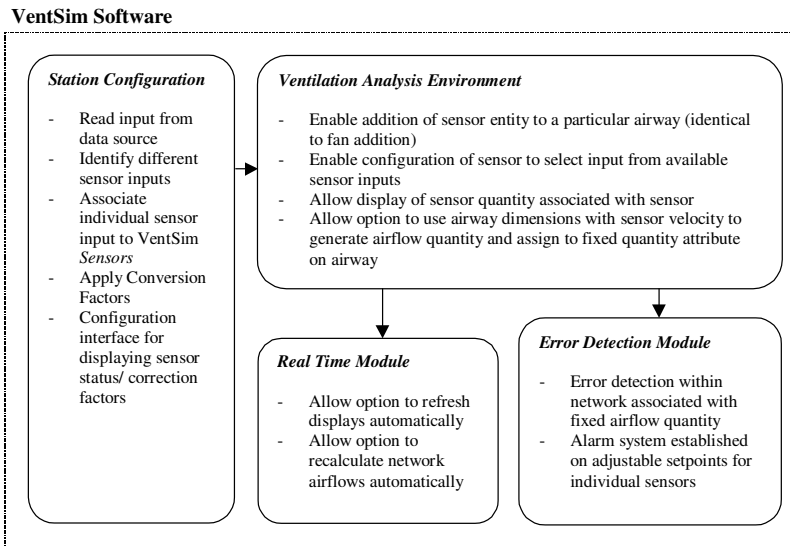 VentSim Software
Station Configuration
- Read input from
data source
- Identify different
sensor inputs
- Associate
individual sensor
input to VentSim
Sensors
- Apply Conversion
Factors
- Configuration
interface for
displaying sensor
status/ correction
factors
Ventilation Analysis Environment
- Enable addition of sensor entity to a particular airway (identical
to fan addition)
- Enable configuration of sensor to select input from available
sensor inputs
- Allow display of sensor quantity associated with sensor
- Allow option to use airway dimensions with sensor velocity to
generate airflow quantity and assign to fixed quantity attribute
on airway
Real Time Module
- Allow option to refresh
displays automatically
- Allow option to
recalculate network
airflows automatically
Error Detection Module
- Error detection within
network associated with
fixed airflow quantity
- Alarm system established
on adjustable setpoints for
individual sensors